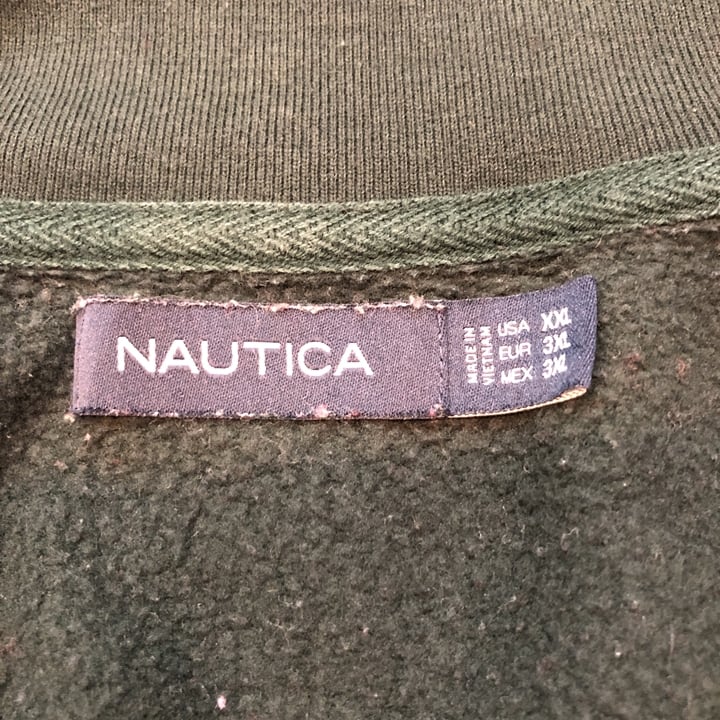 NAUTICA
MADE IN
VIETNAM
USA XXL
EUR 3XL
MEX 3XL